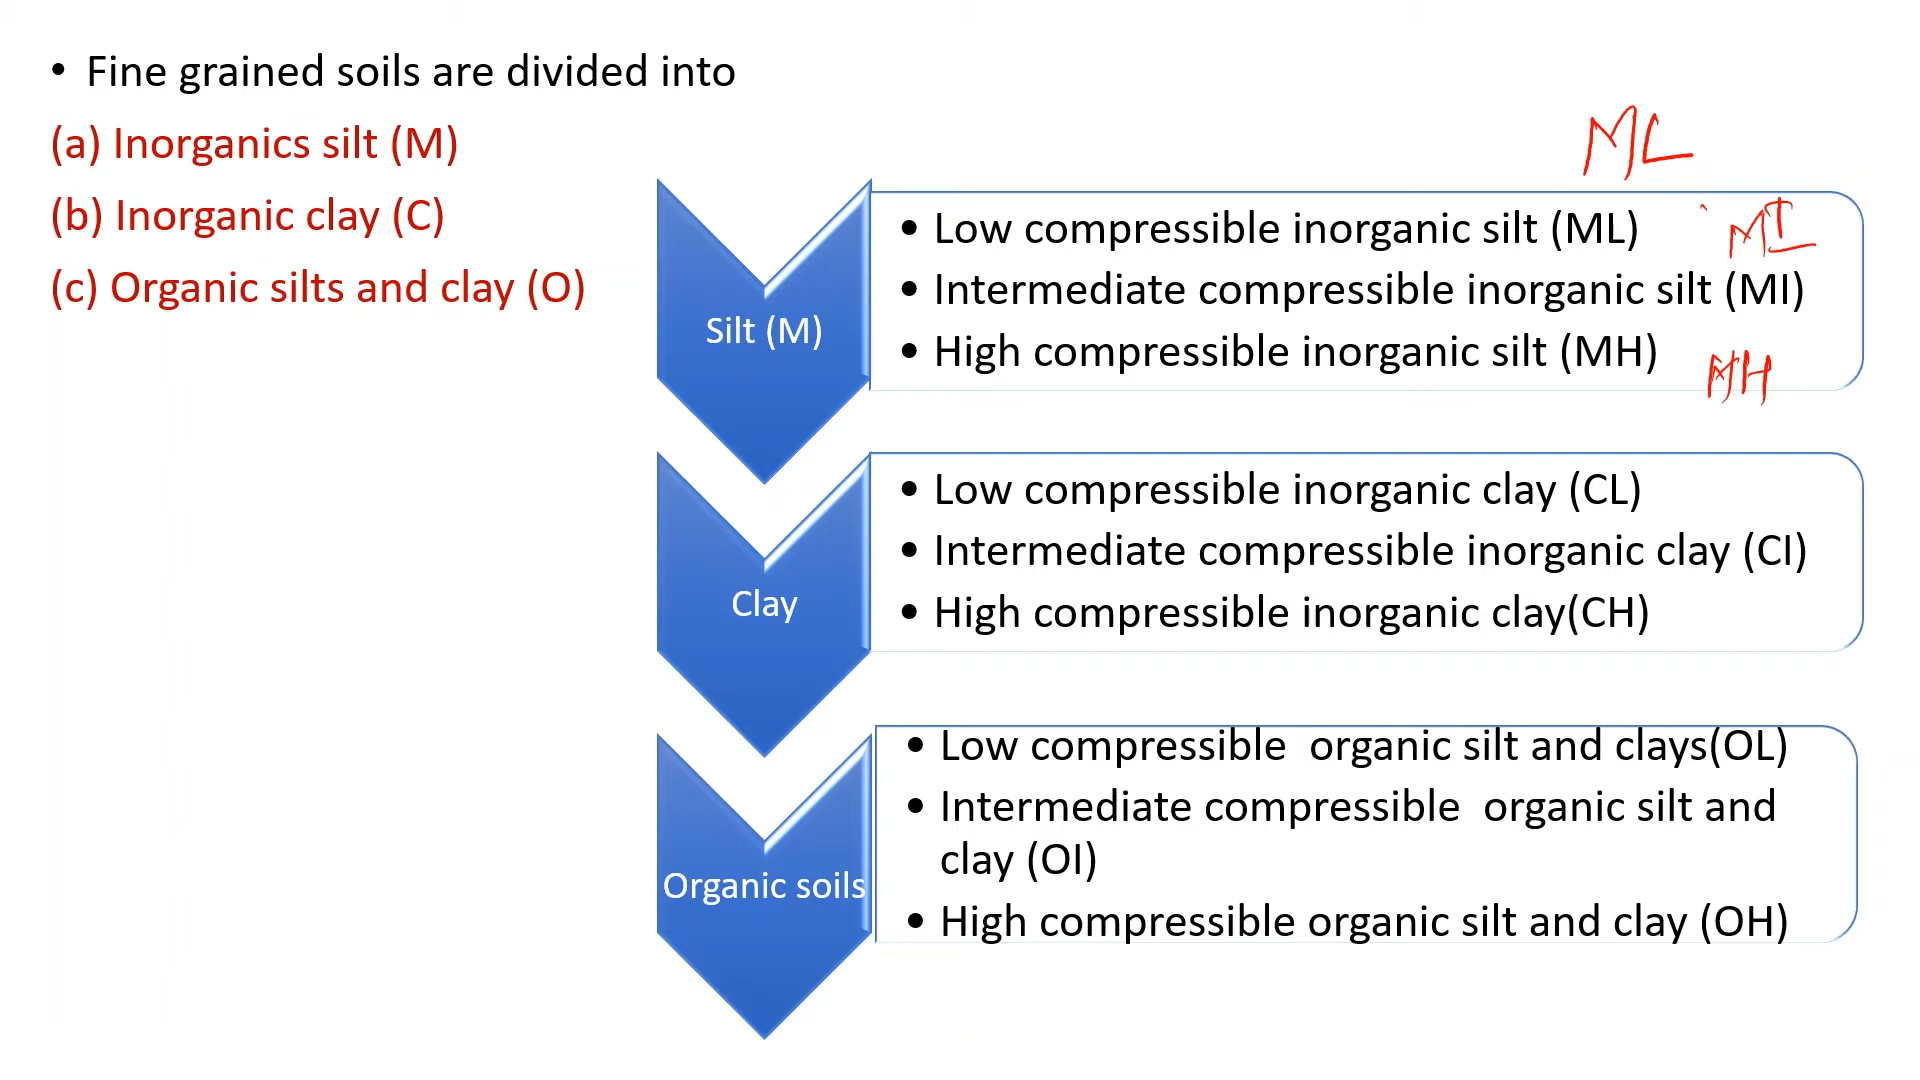 • Fine grained soils are divided into
(a) Inorganics silt (M)
(b) Inorganic clay (C)
(c) Organic silts and clay (O)
ML
Silt (M)
• Low compressible inorganic silt (ML)
MI
• Intermediate compressible inorganic silt (MI)
• High compressible inorganic silt (MH)
MH
Clay
• Low compressible inorganic clay (CL)
• Intermediate compressible inorganic clay (CI)
• High compressible inorganic clay(CH)
Organic soils
• Low compressible  organic silt and clays(OL)
• Intermediate compressible  organic silt and
clay (OI)
• High compressible organic silt and clay (OH)